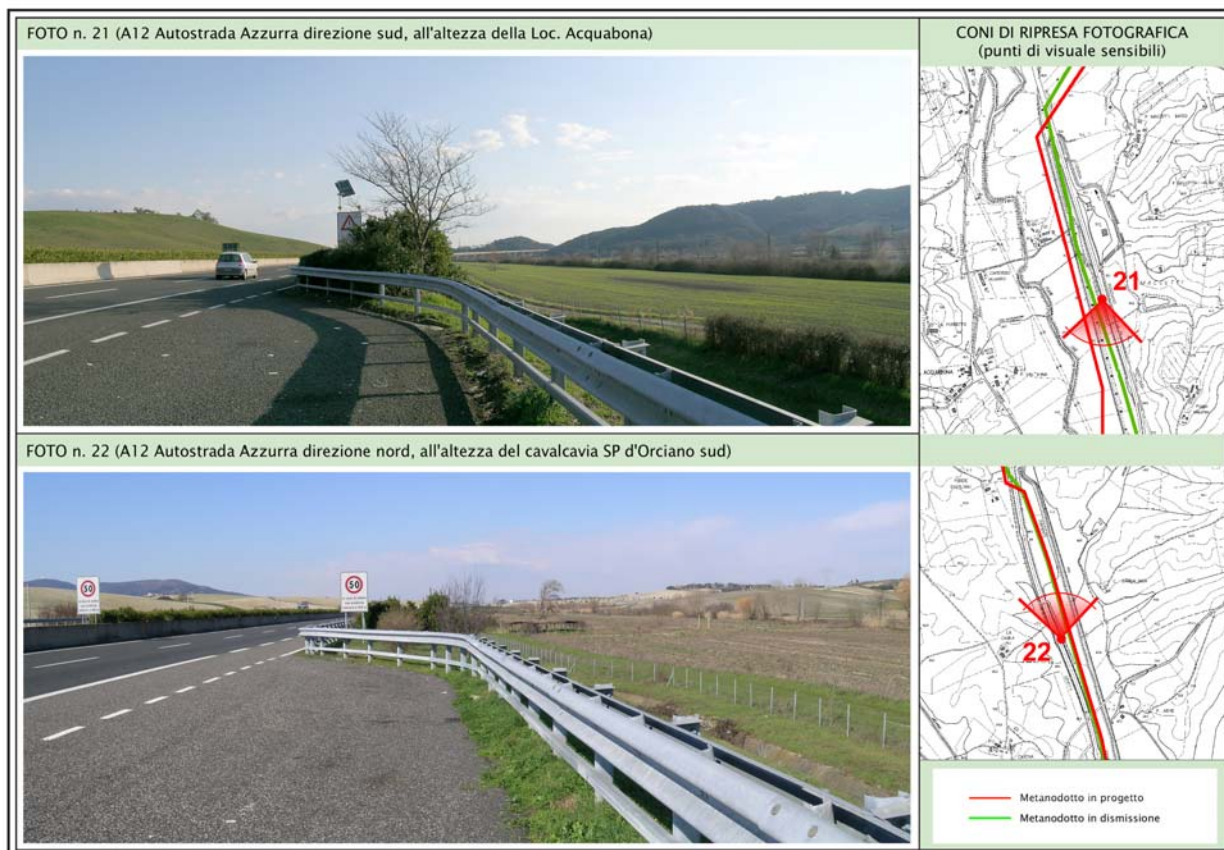 FOTO n. 21 (A12 Autostrada Azzurra direzione sud, all'altezza della Loc. Acquabona)
CONI DI RIPRESA FOTOGRAFICA
(punti di visuale sensibili)
21
ACQUABONA
FOTO n. 22 (A12 Autostrada Azzurra direzione nord, all'altezza del cavalcavia SP d'Orciano sud)
50
50
22
Metanodotto in progetto
Metanodotto in dismissione